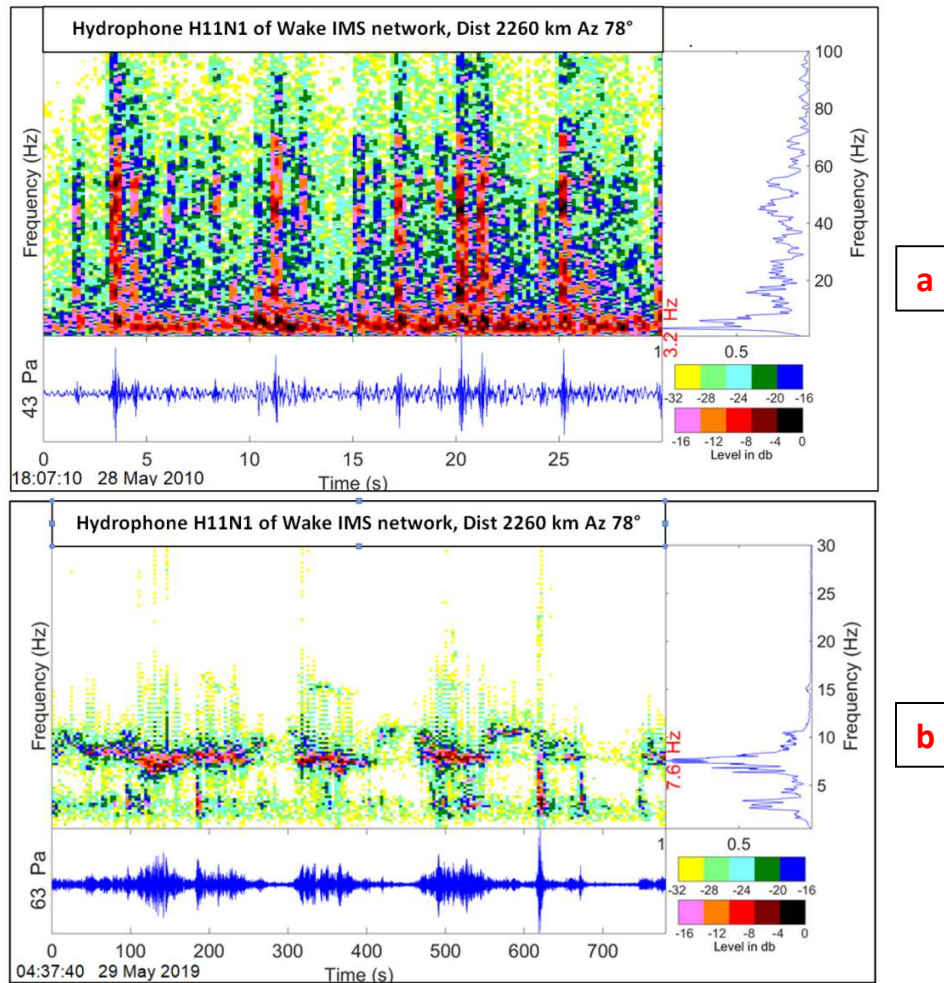 Hydrophone H11N1 of Wake IMS network, Dist 2260 km Az 78°
Frequency (Hz)
100
80
60
40
20
Frequency (Hz)
a
3.2 Hz
1
0.5
-32 -28 -24 -20 -16
-16 -12 -8 -4 0
Level in db
43 Pa
0 5 10 15 20 25
Time (s)
18:07:10 28 May 2010
Hydrophone H11N1 of Wake IMS network, Dist 2260 km Az 78°
Frequency (Hz)
30
25
20
15
10
5
Frequency (Hz)
b
7.6 Hz
1
0.5
-32 -28 -24 -20 -16
-16 -12 -8 -4 0
Level in db
63 Pa
0 100 200 300 400 500 600 700
Time (s)
04:37:40 29 May 2019